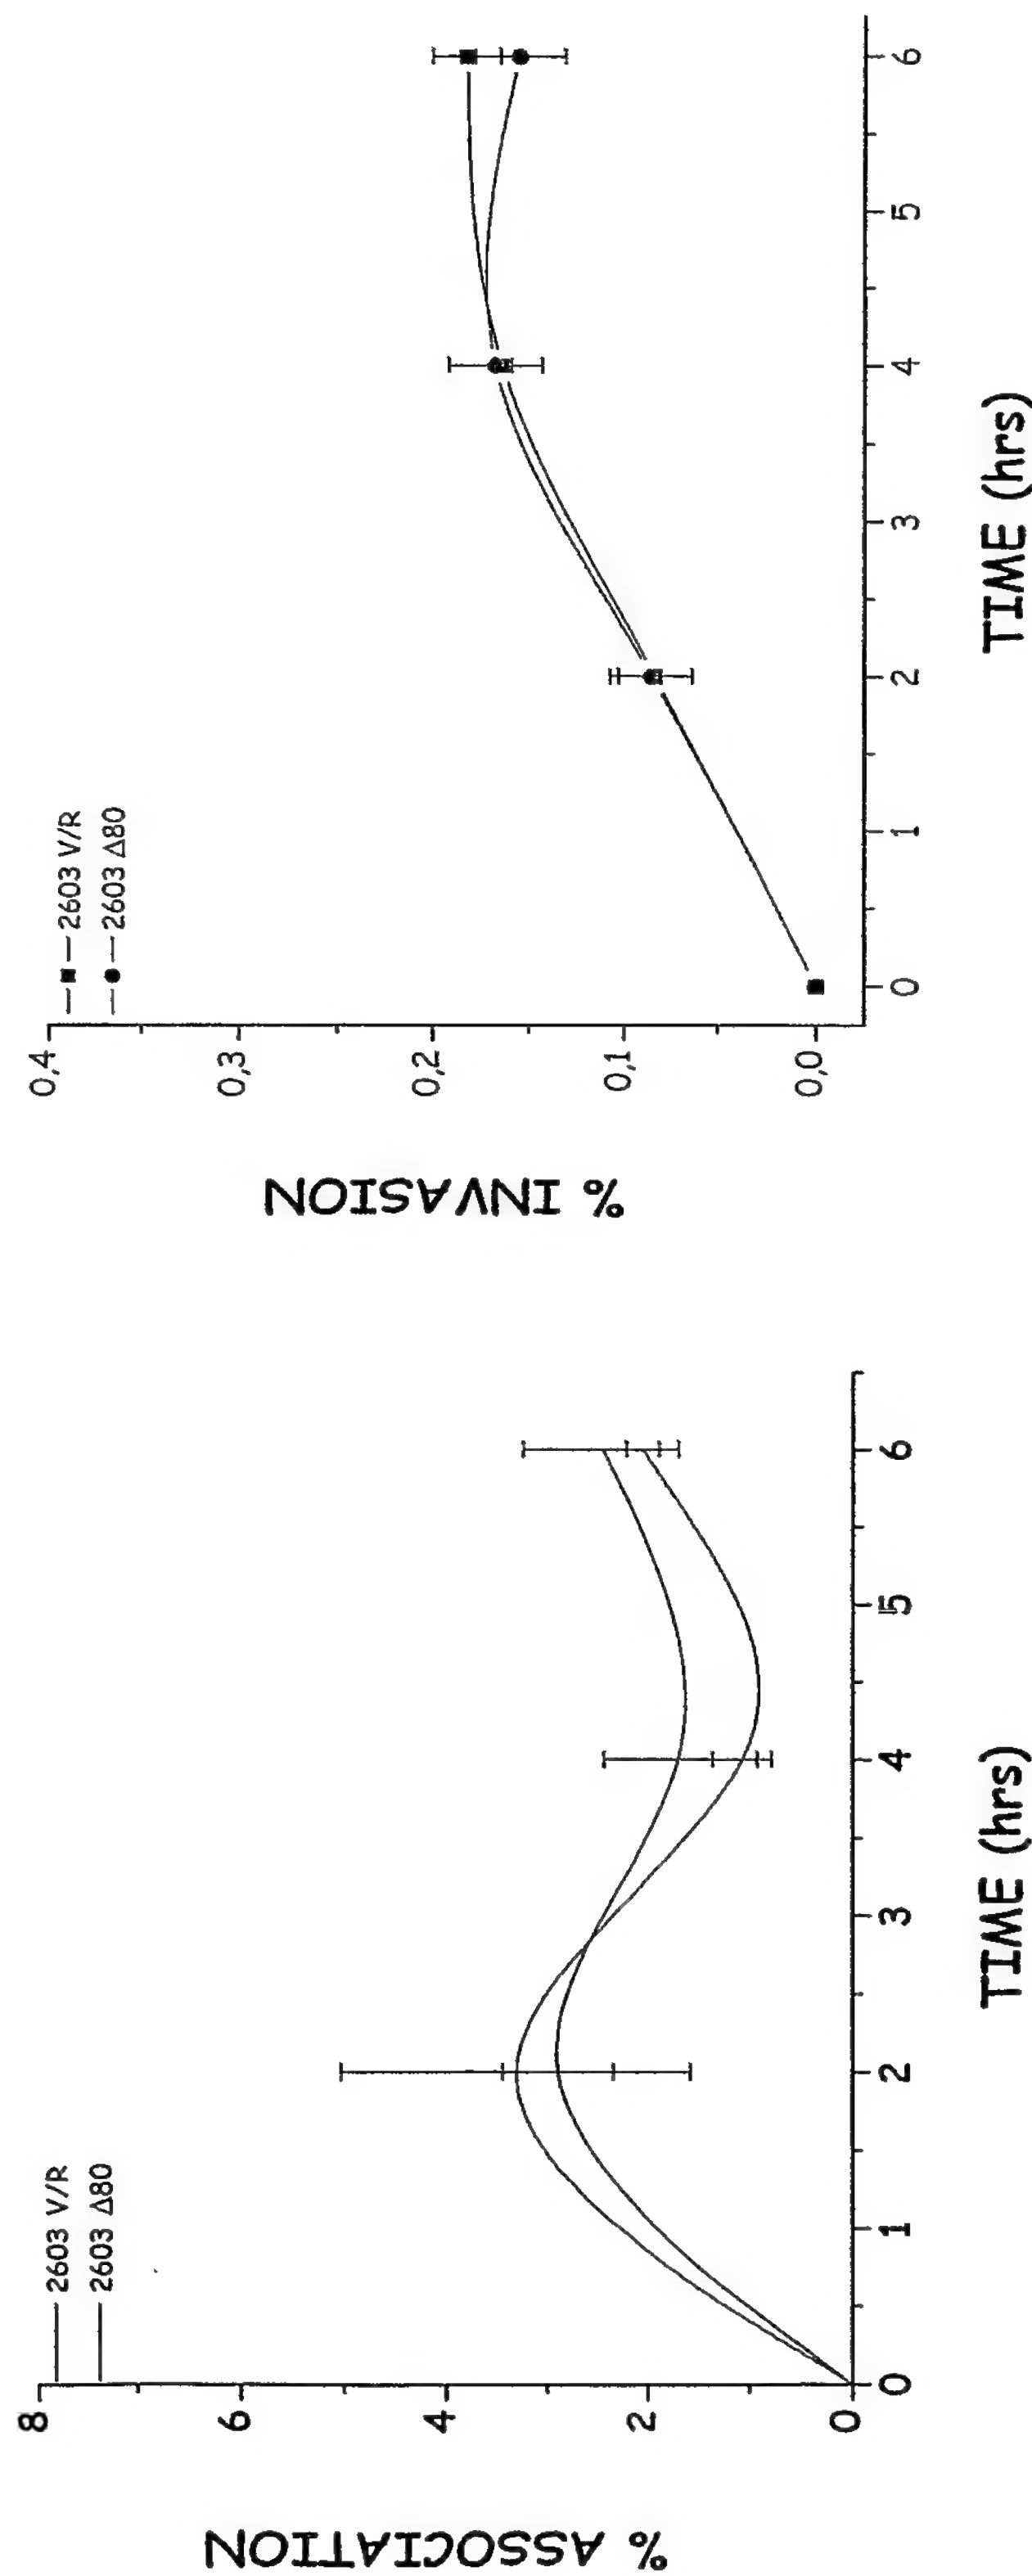 2603 V/R
2603 Δ80
% ASSOCIATION
8
6
4
2
0
0 1 2 3 4 5 6
TIME (hrs)
2603 V/R
2603 Δ80
% INVASION
0,4
0,3
0,2
0,1
0,0
0 1 2 3 4 5 6
TIME (hrs)